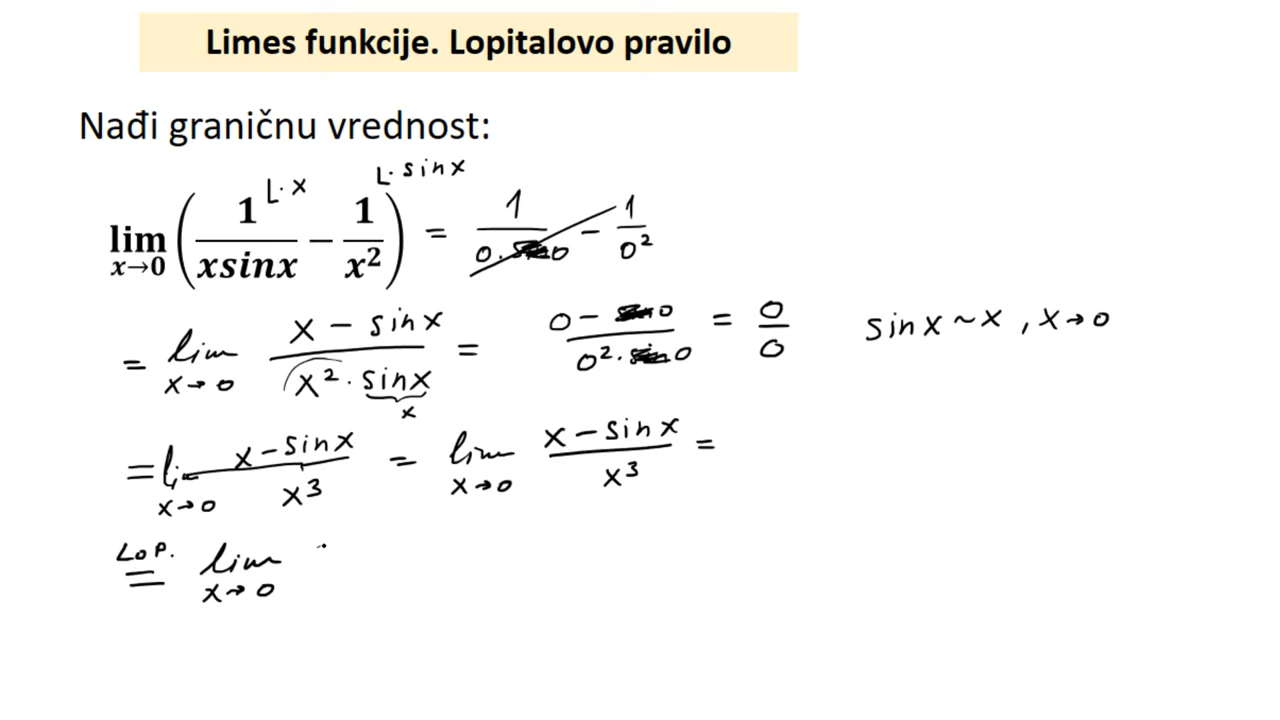 Limes funkcije. Lopitalovo pravilo
Nađi graničnu vrednost:
lim x→0 ( 1 / xsinx − 1 / x² ) = 1 / 0·0 − 1 / 0²
L· x
L· sinx
= lim x→0 x − sinx / x² · sinx = 0 − 0 / 0² · 0 = 0 / 0 sinx ~ x , x→0
x
= lim x→0 x − sinx / x³ = lim x→0 x − sinx / x³ =
LOP. = lim x→0